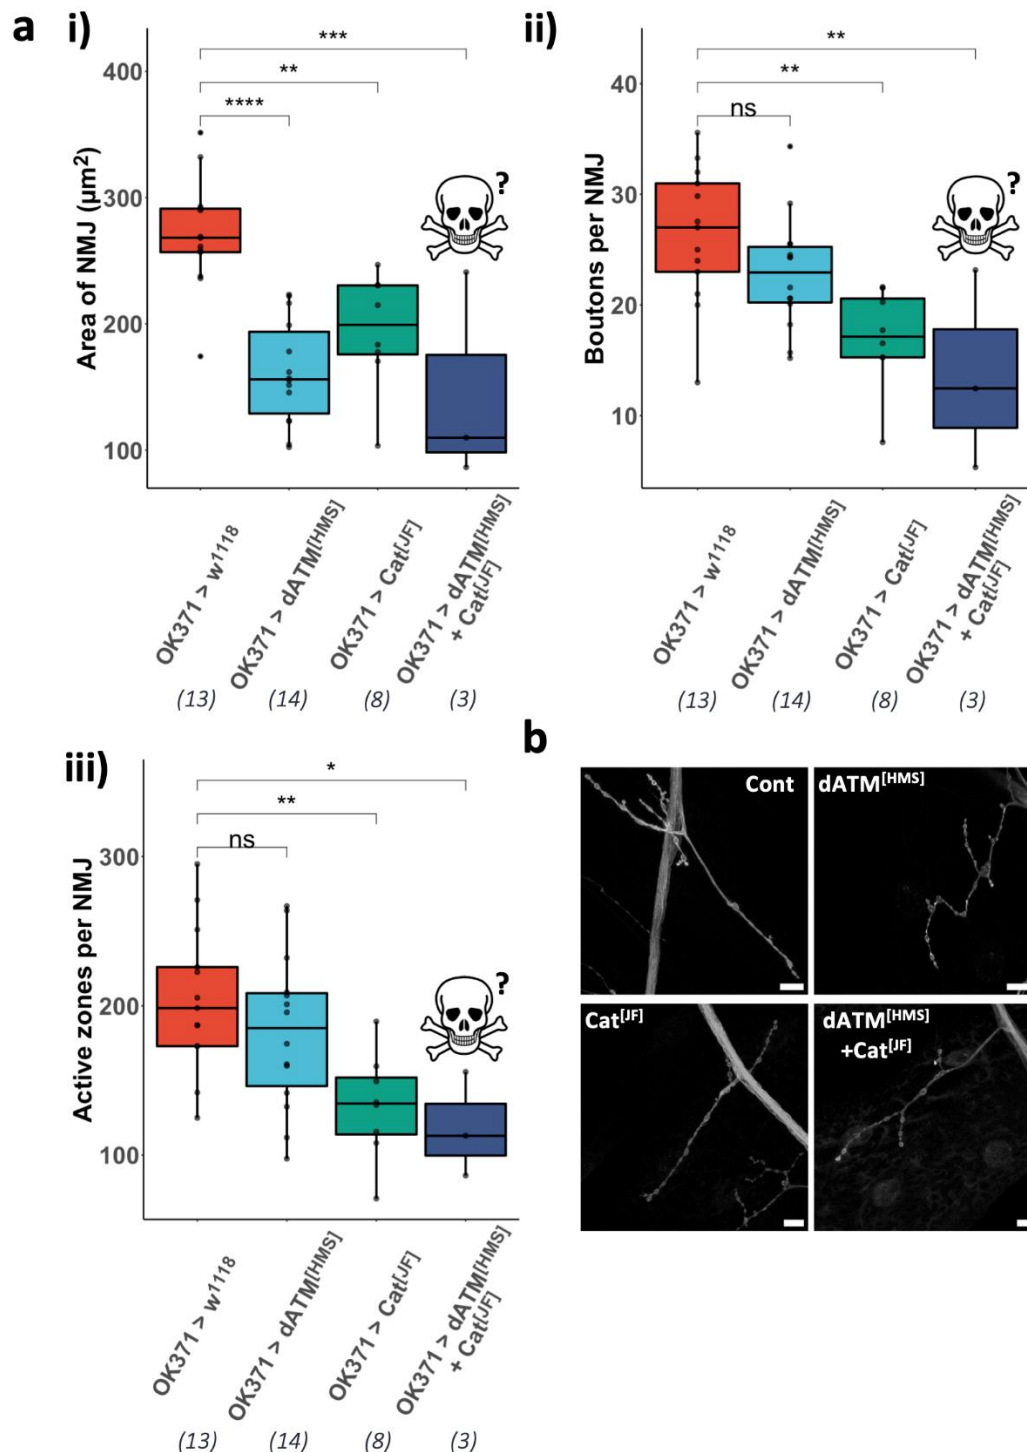 a i)
Area of NMJ (µm²)
400
300
200
100
****
**
***
?
OK371 > w¹¹¹⁸
OK371 > dATM[HMS]
OK371 > Cat[JF]
OK371 > dATM[HMS]
+ Cat[JF]
(13)
(14)
(8)
(3)
ii)
Boutons per NMJ
40
30
20
10
ns
**
**
?
OK371 > w¹¹¹⁸
OK371 > dATM[HMS]
OK371 > Cat[JF]
OK371 > dATM[HMS]
+ Cat[JF]
(13)
(14)
(8)
(3)
iii)
Active zones per NMJ
300
200
100
ns
**
*
?
OK371 > w¹¹¹⁸
OK371 > dATM[HMS]
OK371 > Cat[JF]
OK371 > dATM[HMS]
+ Cat[JF]
(13)
(14)
(8)
(3)
b
Cont
dATM[HMS]
Cat[JF]
dATM[HMS]
+Cat[JF]